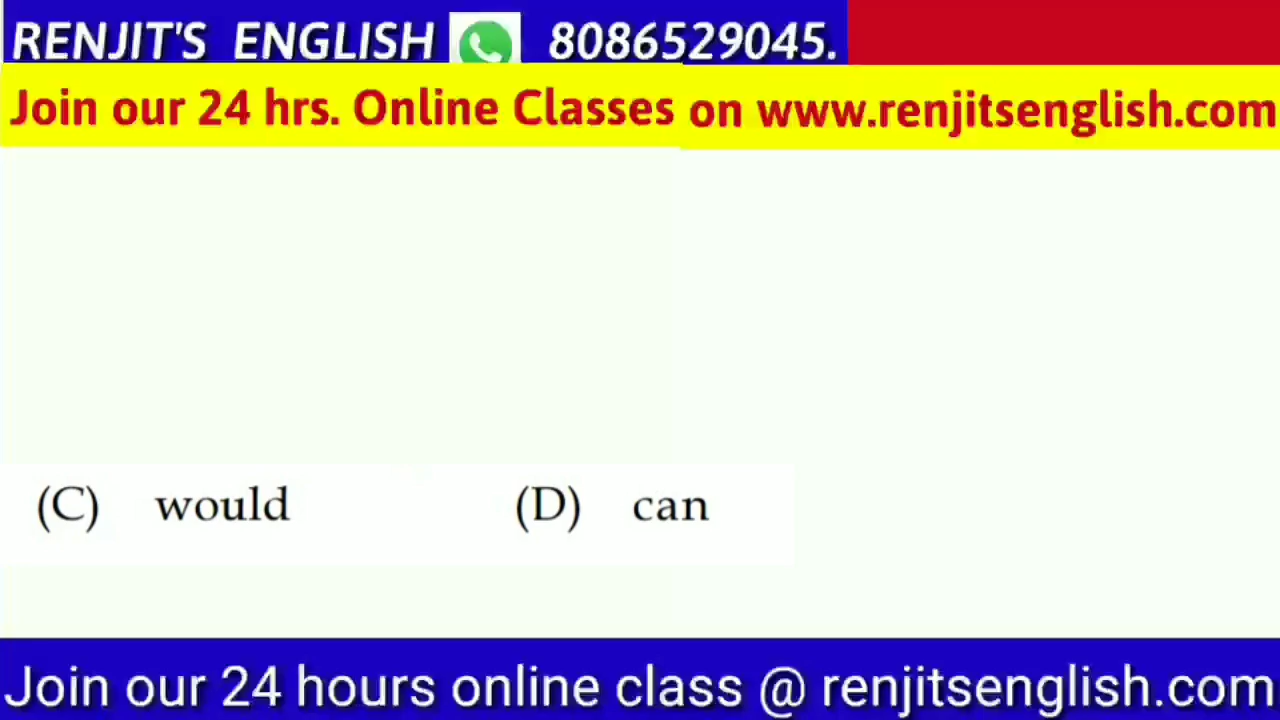 RENJIT'S ENGLISH 8086529045.
Join our 24 hrs. Online Classes on www.renjitsenglish.com
(C) would (D) can
Join our 24 hours online class @ renjitsenglish.com